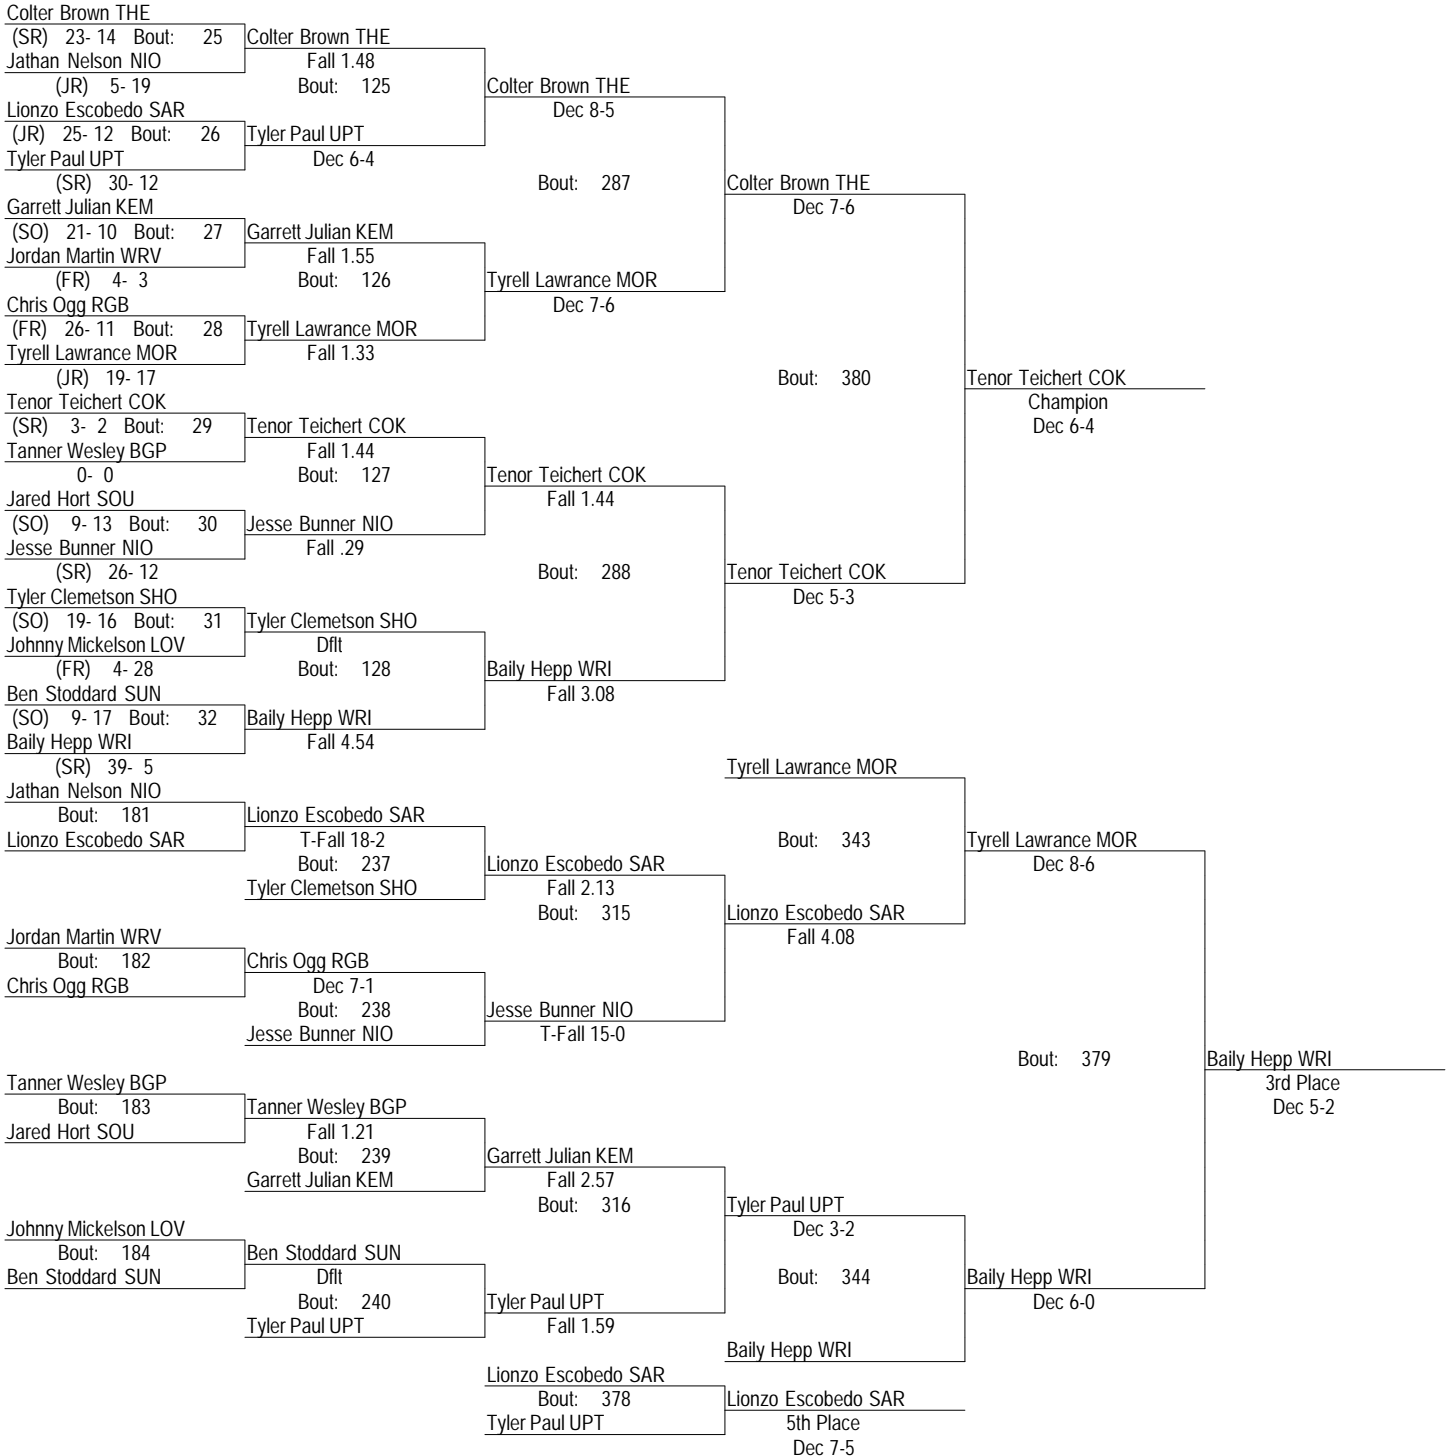 Colter Brown THE
(SR) 23- 14 Bout: 25 Colter Brown THE
Jathan Nelson NIO Fall 1.48
(JR) 5- 19 Bout: 125 Colter Brown THE
Lionzo Escobedo SAR Dec 8-5
(JR) 25- 12 Bout: 26 Tyler Paul UPT
Tyler Paul UPT Dec 6-4
(SR) 30- 12 Bout: 287 Colter Brown THE
Garrett Julian KEM Dec 7-6
(SO) 21- 10 Bout: 27 Garrett Julian KEM
Jordan Martin WRV Fall 1.55
(FR) 4- 3 Bout: 126 Tyrell Lawrance MOR
Chris Ogg RGB Dec 7-6
(FR) 26- 11 Bout: 28 Tyrell Lawrance MOR
Tyrell Lawrance MOR Fall 1.33
(JR) 19- 17 Bout: 380 Tenor Teichert COK
Tenor Teichert COK Champion
(SR) 3- 2 Bout: 29 Tenor Teichert COK Dec 6-4
Tanner Wesley BGP Fall 1.44
0- 0 Bout: 127 Tenor Teichert COK
Jared Hort SOU Fall 1.44
(SO) 9- 13 Bout: 30 Jesse Bunner NIO
Jesse Bunner NIO Fall .29
(SR) 26- 12 Bout: 288 Tenor Teichert COK
Tyler Clemetson SHO Dec 5-3
(SO) 19- 16 Bout: 31 Tyler Clemetson SHO
Johnny Mickelson LOV Dflt
(FR) 4- 28 Bout: 128 Baily Hepp WRI
Ben Stoddard SUN Fall 3.08
(SO) 9- 17 Bout: 32 Baily Hepp WRI
Baily Hepp WRI Fall 4.54
(SR) 39- 5 Tyrell Lawrance MOR
Jathan Nelson NIO
Bout: 181 Lionzo Escobedo SAR
Lionzo Escobedo SAR T-Fall 18-2 Bout: 343 Tyrell Lawrance MOR
Bout: 237 Lionzo Escobedo SAR Dec 8-6
Tyler Clemetson SHO Fall 2.13
Bout: 315 Lionzo Escobedo SAR
Jordan Martin WRV Fall 4.08
Bout: 182 Chris Ogg RGB
Chris Ogg RGB Dec 7-1
Bout: 238 Jesse Bunner NIO
Jesse Bunner NIO T-Fall 15-0
Bout: 379 Baily Hepp WRI
Tanner Wesley BGP 3rd Place
Bout: 183 Tanner Wesley BGP Dec 5-2
Jared Hort SOU Fall 1.21
Bout: 239 Garrett Julian KEM
Garrett Julian KEM Fall 2.57
Bout: 316 Tyler Paul UPT
Johnny Mickelson LOV Dec 3-2
Bout: 184 Ben Stoddard SUN
Ben Stoddard SUN Dflt Bout: 344 Baily Hepp WRI
Bout: 240 Tyler Paul UPT Dec 6-0
Tyler Paul UPT Fall 1.59
Baily Hepp WRI
Lionzo Escobedo SAR
Bout: 378 Lionzo Escobedo SAR
Tyler Paul UPT 5th Place
Dec 7-5